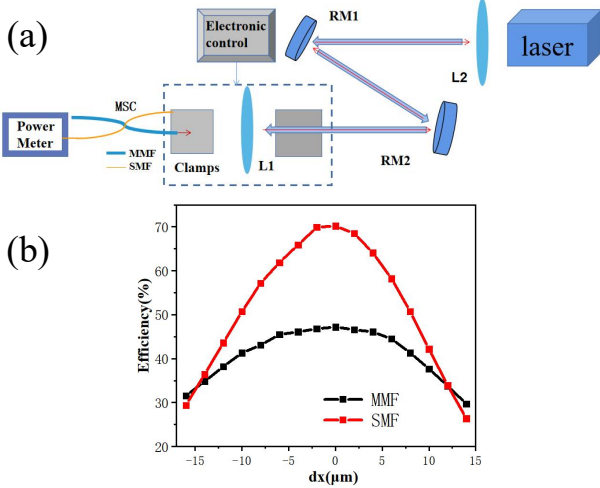 (a)
Electronic
control
RM1
laser
L2
MSC
Power
Meter
MMF
SMF
Clamps
L1
RM2
(b)
Efficiency(%)
70
60
50
40
30
20
MMF
SMF
-15
-10
-5
0
5
10
15
dx(μm)